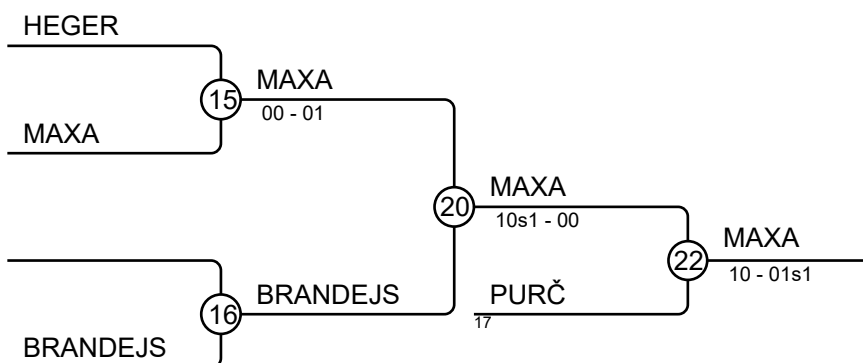 HEGER
15
MAXA
00 - 01
MAXA
20
MAXA
10s1 - 00
22
MAXA
10 - 01s1
16
BRANDEJS
PURČ
17
BRANDEJS